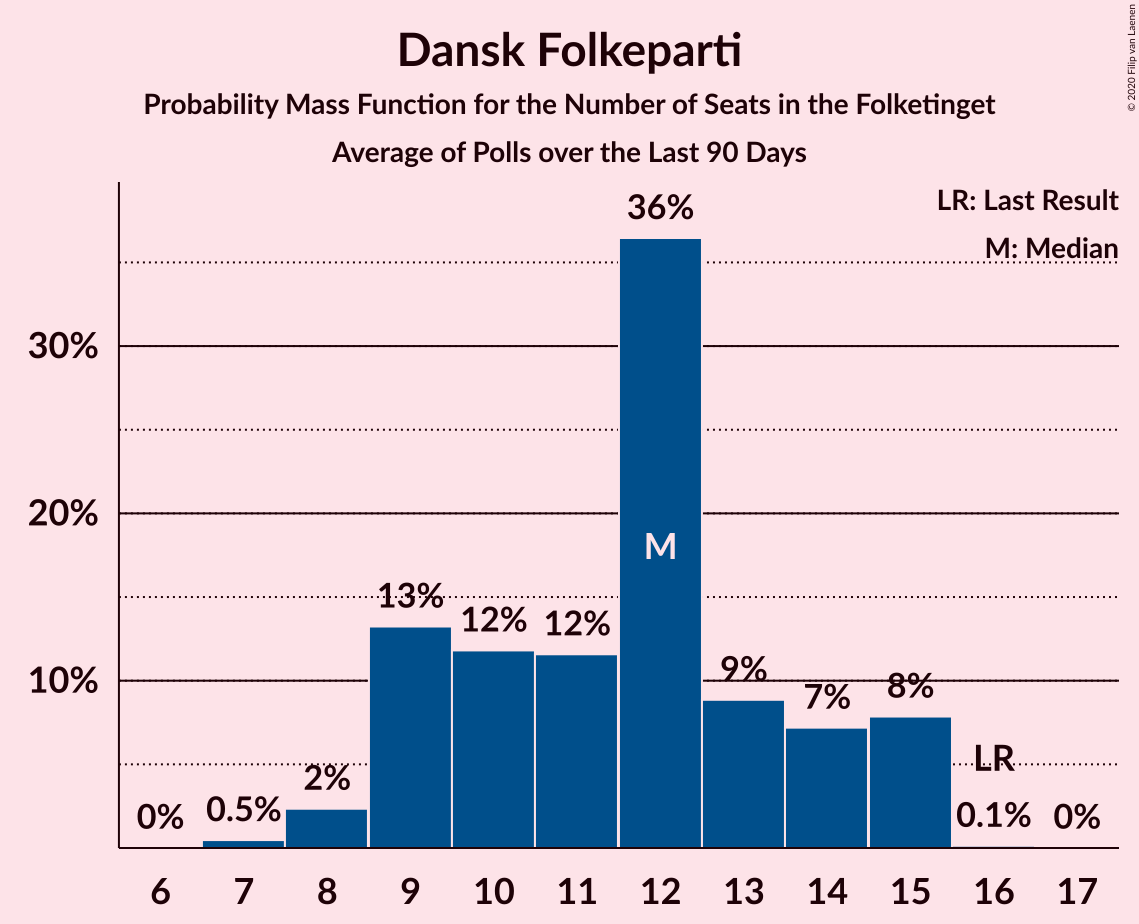 Dansk Folkeparti
Probability Mass Function for the Number of Seats in the Folketinget
Average of Polls over the Last 90 Days
© 2020 Filip van Laenen
LR: Last Result
M: Median
36%
30%
20%
M
13%
12%
12%
10%
9%
7%
8%
LR
0%
0.5%
2%
0.1%
0%
6 7 8 9 10 11 12 13 14 15 16 17